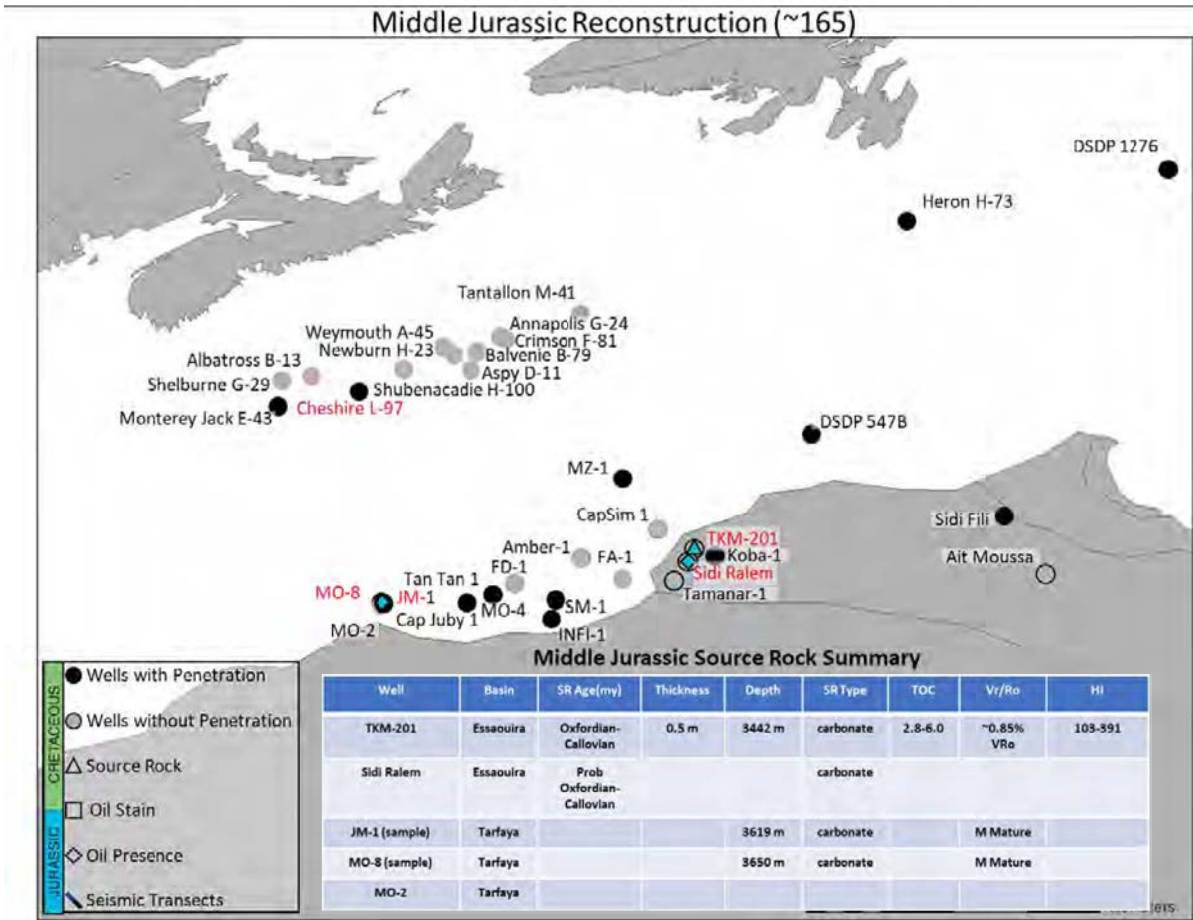 Middle Jurassic Reconstruction (~165)
DSDP 1276
Heron H-73
Tantallon M-41
Annapolis G-24
Weymouth A-45
Crimson F-81
Newburn H-23
Balvenie B-79
Albatross B-13
Aspy D-11
Shelburne G-29
Shubenacadie H-100
Cheshire L-97
Monterey Jack E-43
DSDP 547B
MZ-1
CapSim 1
Sidi Fili
TKM-201
Amber-1
FA-1
Koba-1
Ait Moussa
FD-1
Sidi Ralem
Tan Tan 1
Tamanar-1
MO-8
JM-1
MO-4
SM-1
Cap Juby 1
MO-2
INFI-1
CRETACEOUS
JURASSIC
Wells with Penetration
Wells without Penetration
Source Rock
Oil Stain
Oil Presence
Seismic Transects
Middle Jurassic Source Rock Summary
Well Basin SR Age(my) Thickness Depth SR Type TOC Vr/Ro HI
TKM-201 Essaouira Oxfordian-Callovian 0.5 m 3442 m carbonate 2.8-6.0 ~0.85% VRo 103-391
Sidi Ralem Essaouira Prob Oxfordian-Callovian carbonate
JM-1 (sample) Tarfaya 3619 m carbonate M Mature
MO-8 (sample) Tarfaya 3650 m carbonate M Mature
MO-2 Tarfaya